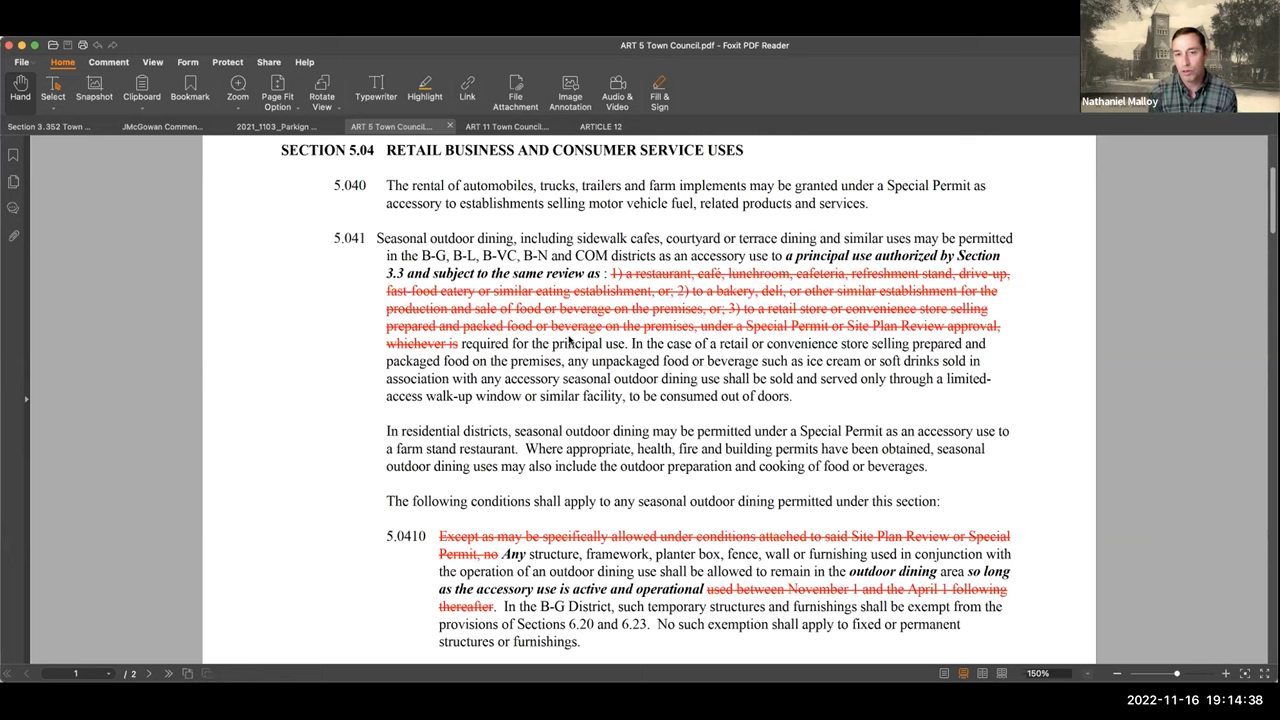 ART 5 Town Council.pdf - Foxit PDF Reader
File Home Comment View Form Protect Share Help
Hand Select Snapshot Clipboard Bookmark Zoom Page Fit Option Rotate View Typewriter Highlight Link File Attachment Image Annotation Audio & Video Fill & Sign
Nathaniel Malloy
Section 3.352 Town ... JMcGowan Commen... 2021_1103_Parkign ... ART 5 Town Council.... ART 11 Town Council.... ARTICLE 12
SECTION 5.04 RETAIL BUSINESS AND CONSUMER SERVICE USES
5.040 The rental of automobiles, trucks, trailers and farm implements may be granted under a Special Permit as
accessory to establishments selling motor vehicle fuel, related products and services.
5.041 Seasonal outdoor dining, including sidewalk cafes, courtyard or terrace dining and similar uses may be permitted
in the B-G, B-L, B-VC, B-N and COM districts as an accessory use to a principal use authorized by Section
3.3 and subject to the same review as : 1) a restaurant, café, lunchroom, cafeteria, refreshment stand, drive-up,
fast-food eatery or similar eating establishment, or; 2) to a bakery, deli, or other similar establishment for the
production and sale of food or beverage on the premises, or; 3) to a retail store or convenience store selling
prepared and packed food or beverage on the premises, under a Special Permit or Site Plan Review approval,
whichever is required for the principal use. In the case of a retail or convenience store selling prepared and
packaged food on the premises, any unpackaged food or beverage such as ice cream or soft drinks sold in
association with any accessory seasonal outdoor dining use shall be sold and served only through a limited-
access walk-up window or similar facility, to be consumed out of doors.
In residential districts, seasonal outdoor dining may be permitted under a Special Permit as an accessory use to
a farm stand restaurant. Where appropriate, health, fire and building permits have been obtained, seasonal
outdoor dining uses may also include the outdoor preparation and cooking of food or beverages.
The following conditions shall apply to any seasonal outdoor dining permitted under this section:
5.0410 Except as may be specifically allowed under conditions attached to said Site Plan Review or Special
Permit, no Any structure, framework, planter box, fence, wall or furnishing used in conjunction with
the operation of an outdoor dining use shall be allowed to remain in the outdoor dining area so long
as the accessory use is active and operational used between November 1 and the April 1 following
thereafter. In the B-G District, such temporary structures and furnishings shall be exempt from the
provisions of Sections 6.20 and 6.23. No such exemption shall apply to fixed or permanent
structures or furnishings.
1 / 2 150%
2022-11-16 19:14:38